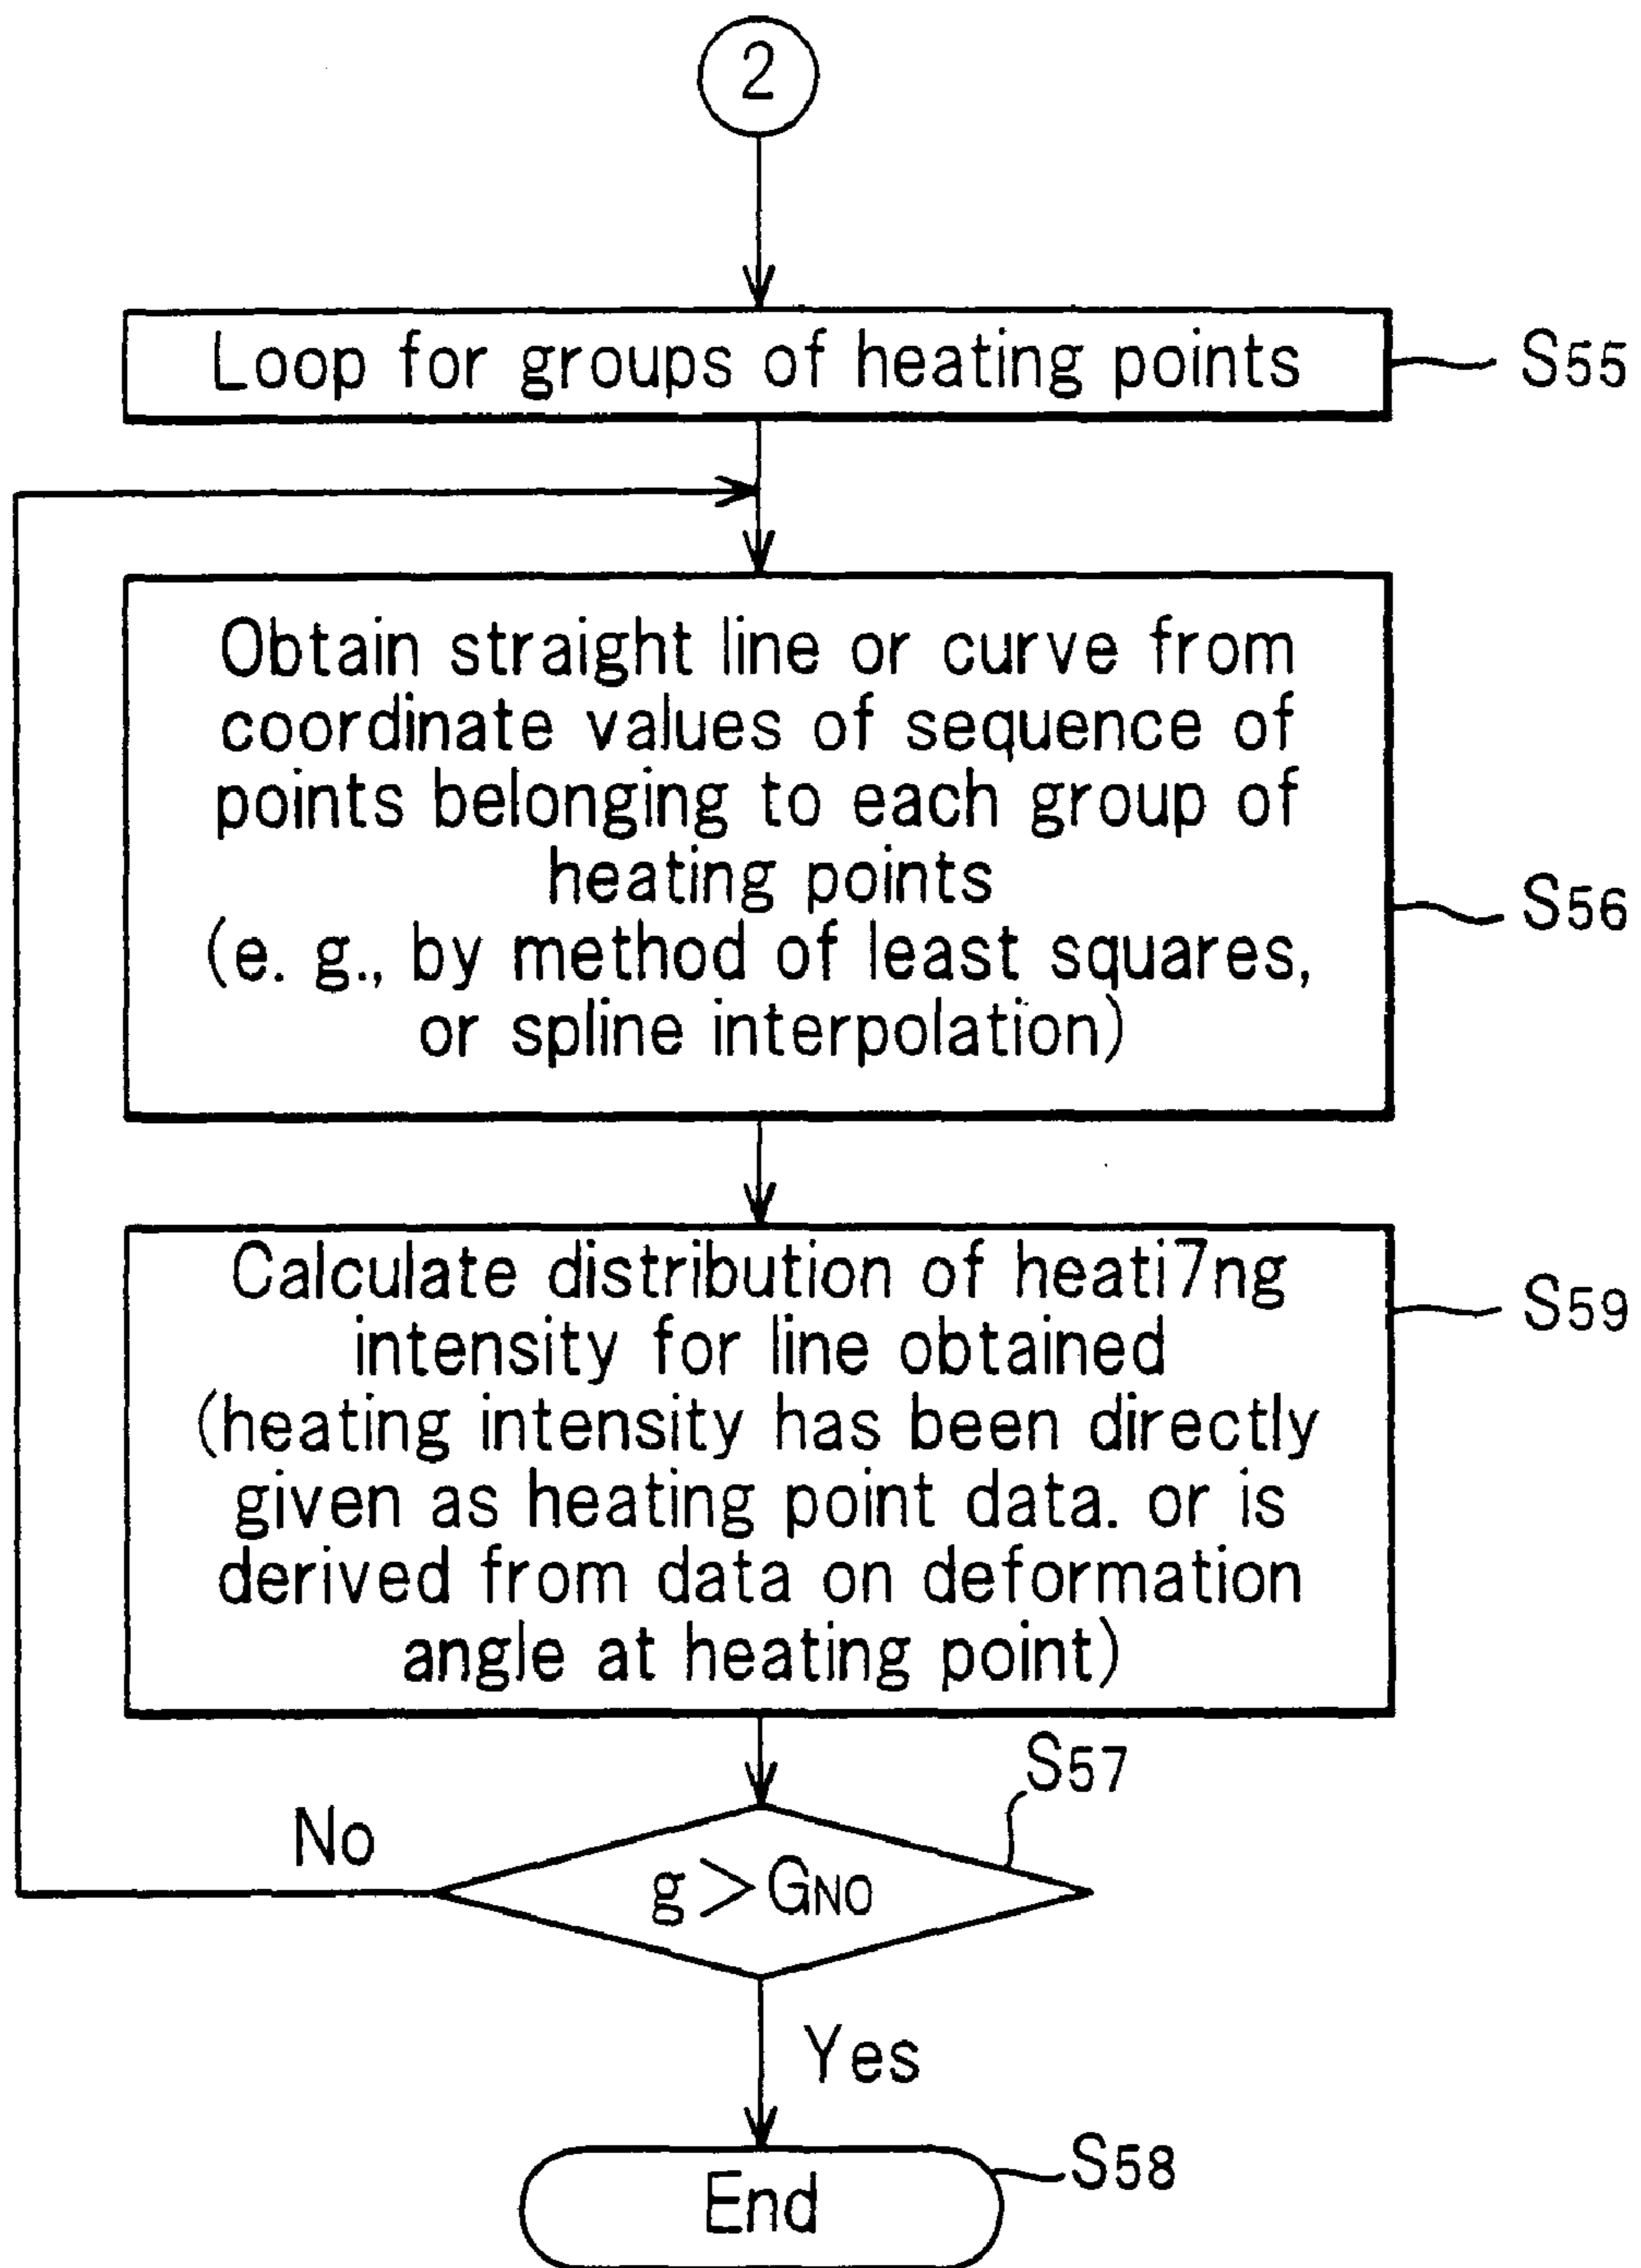 2
Loop for groups of heating points
S55
Obtain straight line or curve from
coordinate values of sequence of
points belonging to each group of
heating points
(e. g., by method of least squares,
or spline interpolation)
S56
Calculate distribution of heati7ng
intensity for line obtained
(heating intensity has been directly
given as heating point data. or is
derived from data on deformation
angle at heating point)
S59
S57
No
g>GNO
Yes
End
S58